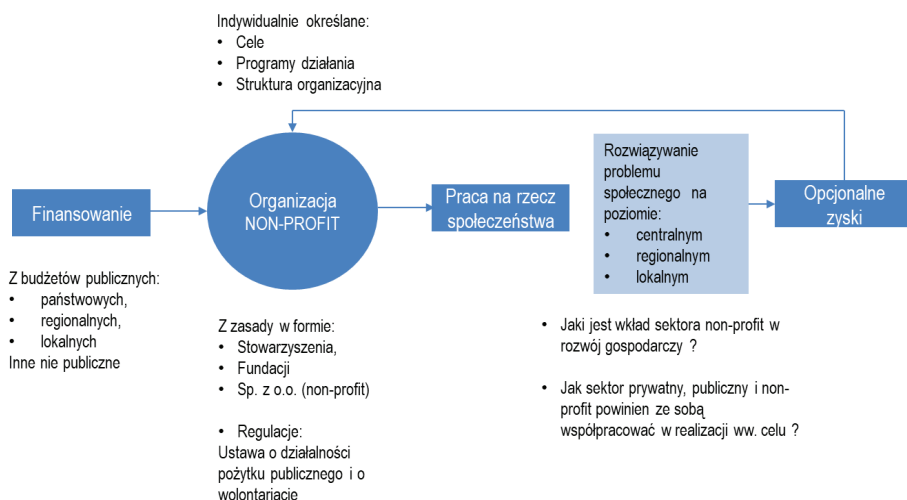 Indywidualnie określane:
• Cele
• Programy działania
• Struktura organizacyjna
Finansowanie
Organizacja
NON-PROFIT
Praca na rzecz
społeczeństwa
Rozwiązywanie
problemu
społecznego na
poziomie:
• centralnym
• regionalnym
• lokalnym
Opcjonalne
zyski
Z budżetów publicznych:
• państwowych,
• regionalnych,
• lokalnych
Inne nie publiczne
Z zasady w formie:
• Stowarzyszenia,
• Fundacji
• Sp. z o.o. (non-profit)
• Regulacje:
Ustawa o działalności
pożytku publicznego i o
wolontariacie
• Jaki jest wkład sektora non-profit w
rozwój gospodarczy ?
• Jak sektor prywatny, publiczny i non-
profit powinien ze sobą
współpracować w realizacji ww. celu ?